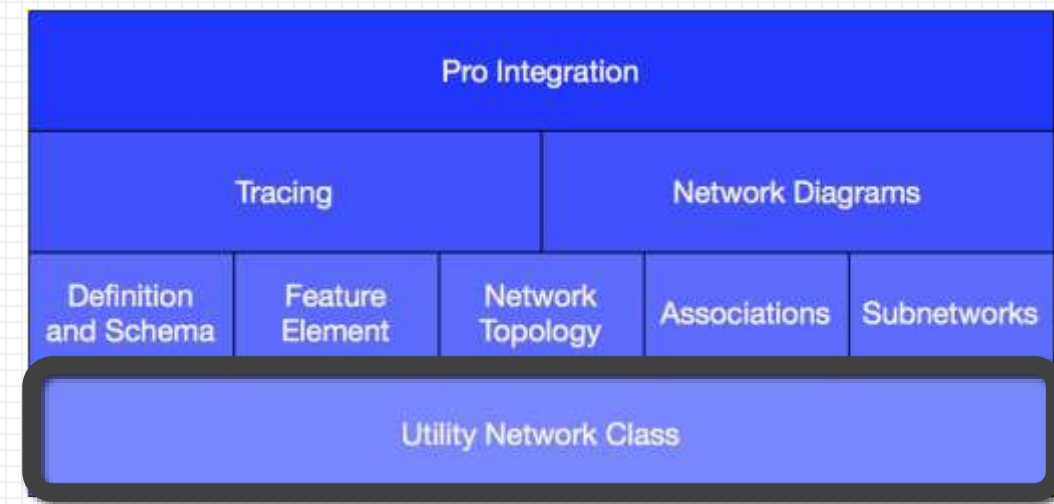 Pro Integration
Tracing
Network Diagrams
Definition
and Schema
Feature
Element
Network
Topology
Associations
Subnetworks
Utility Network Class